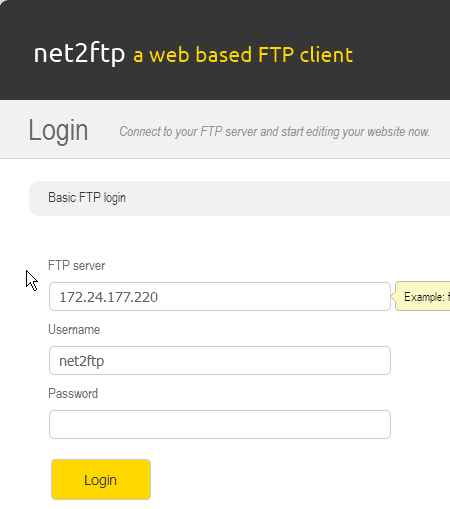 net2ftp a web based FTP client
Login Connect to your FTP server and start editing your website now.
Basic FTP login
FTP server
172.24.177.220 Example:
Username
net2ftp
Password
Login